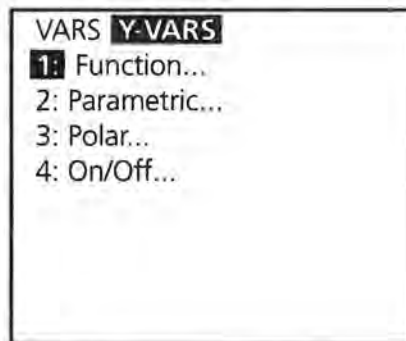 VARS Y-VARS
1: Function...
2: Parametric...
3: Polar...
4: On/Off...